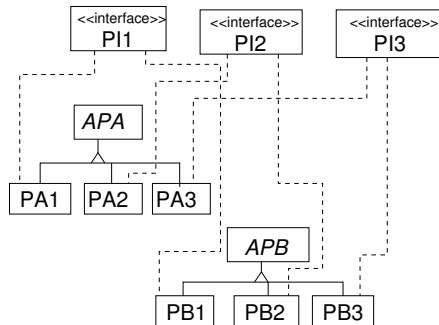 <<interface>>
PI1
<<interface>>
PI2
<<interface>>
PI3
APA
PA1
PA2
PA3
APB
PB1
PB2
PB3